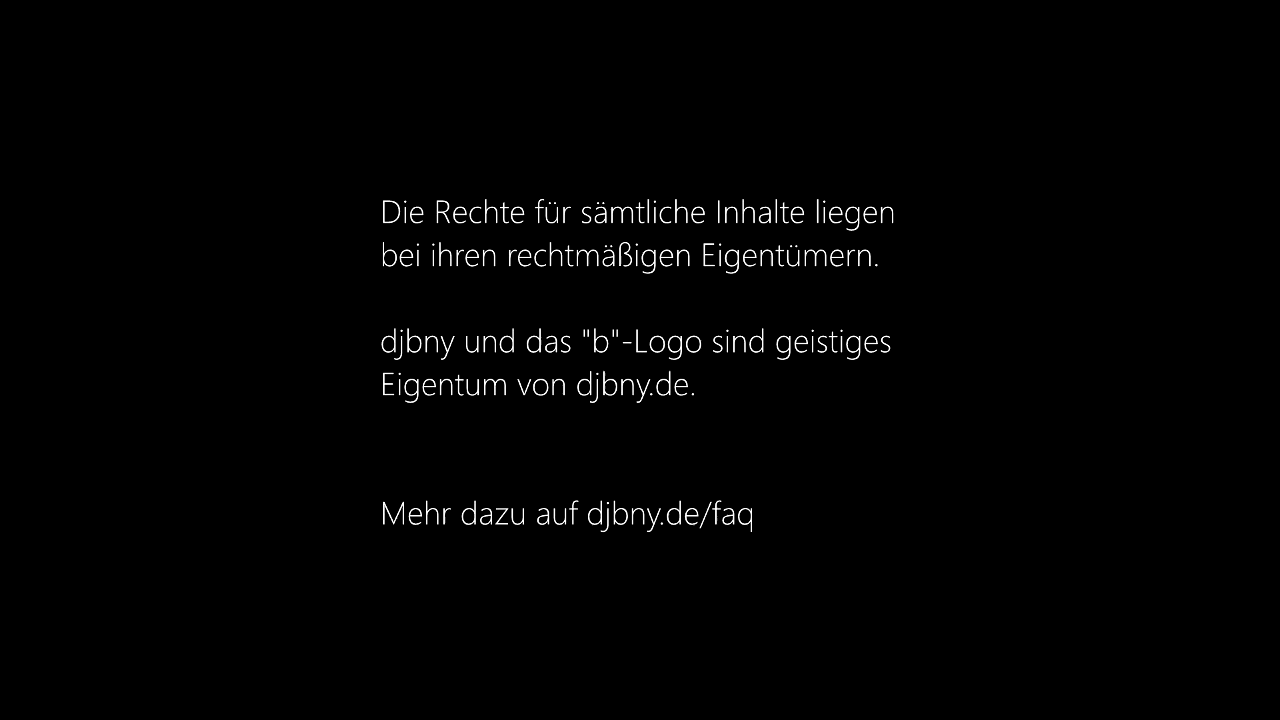 Die Rechte für sämtliche Inhalte liegen
bei ihren rechtmäßigen Eigentümern.
djbny und das "b"-Logo sind geistiges
Eigentum von djbny.de.
Mehr dazu auf djbny.de/faq